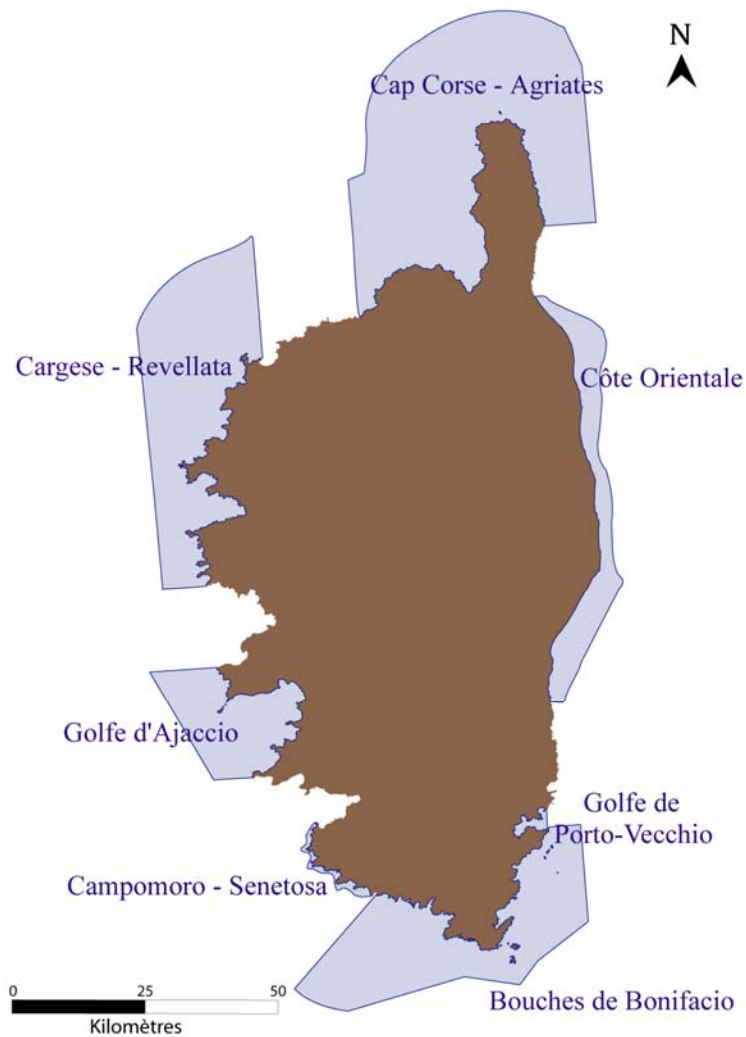 N
Cap Corse - Agriates
Cargese - Revellata
Côte Orientale
Golfe d'Ajaccio
Golfe de
Porto-Vecchio
Campomoro - Senetosa
Bouches de Bonifacio
0 25 50
Kilomètres